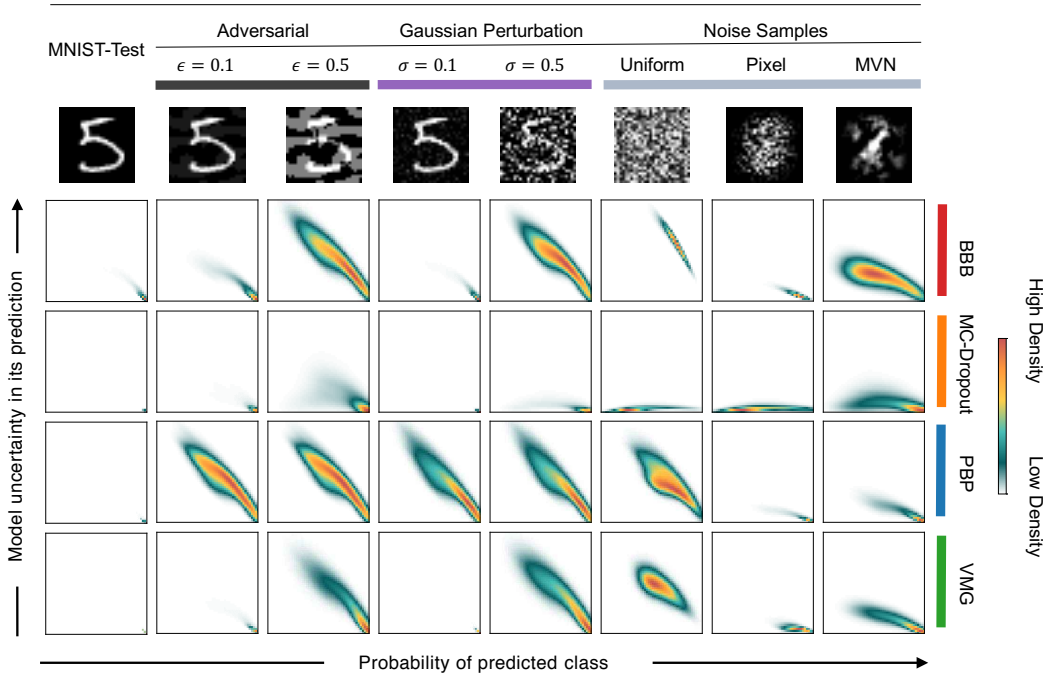 Adversarial Gaussian Perturbation Noise Samples
MNIST-Test
ϵ = 0.1 ϵ = 0.5 σ = 0.1 σ = 0.5 Uniform Pixel MVN
Model uncertainty in its prediction
BBB
MC-Dropout
PBP
VMG
High Density
Low Density
Probability of predicted class